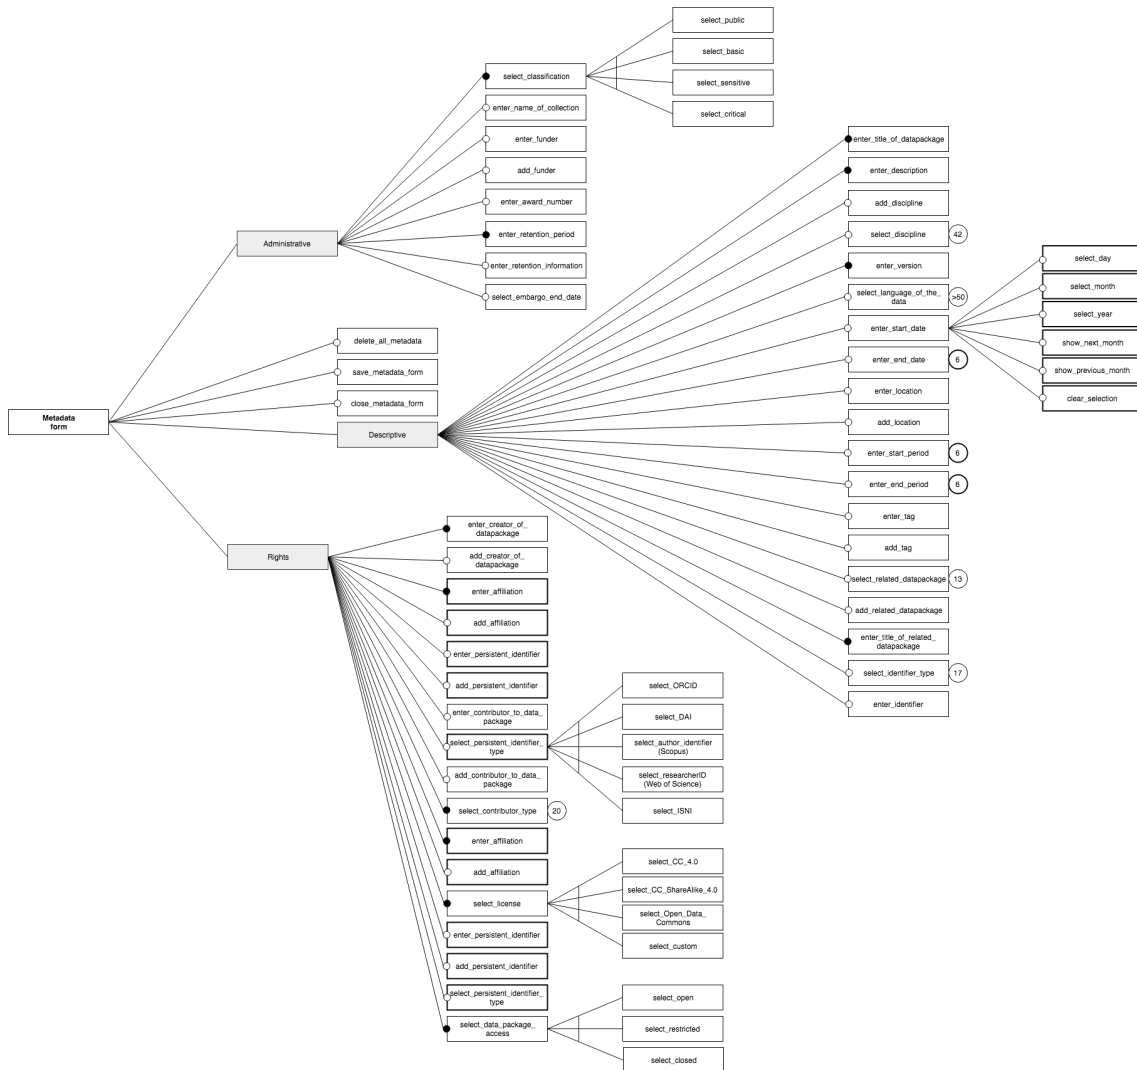 Metadata
form
Administrative
select_classification
select_public
select_basic
select_sensitive
select_critical
enter_name_of_collection
enter_funder
add_funder
enter_award_number
enter_retention_period
enter_retention_information
select_embargo_end_date
delete_all_metadata
save_metadata_form
close_metadata_form
Descriptive
enter_title_of_datapackage
enter_description
add_discipline
select_discipline
42
enter_version
select_language_of_the_
data
>50
enter_start_date
select_day
select_month
select_year
show_next_month
show_previous_month
clear_selection
enter_end_date
6
enter_location
add_location
enter_start_period
6
enter_end_period
6
enter_tag
add_tag
select_related_datapackage
13
add_related_datapackage
enter_title_of_related_
datapackage
select_identifier_type
17
enter_identifier
Rights
enter_creator_of_
datapackage
add_creator_of_
datapackage
enter_affiliation
add_affiliation
enter_persistent_identifier
add_persistent_identifier
enter_contributor_to_data_
package
select_persistent_identifier_
type
select_ORCID
select_DAI
select_author_identifier
(Scopus)
select_researcherID
(Web of Science)
select_ISNI
add_contributor_to_data_
package
select_contributor_type
20
enter_affiliation
add_affiliation
select_license
select_CC_4.0
select_CC_ShareAlike_4.0
select_Open_Data_
Commons
select_custom
enter_persistent_identifier
add_persistent_identifier
select_persistent_identifier_
type
select_data_package_
access
select_open
select_restricted
select_closed